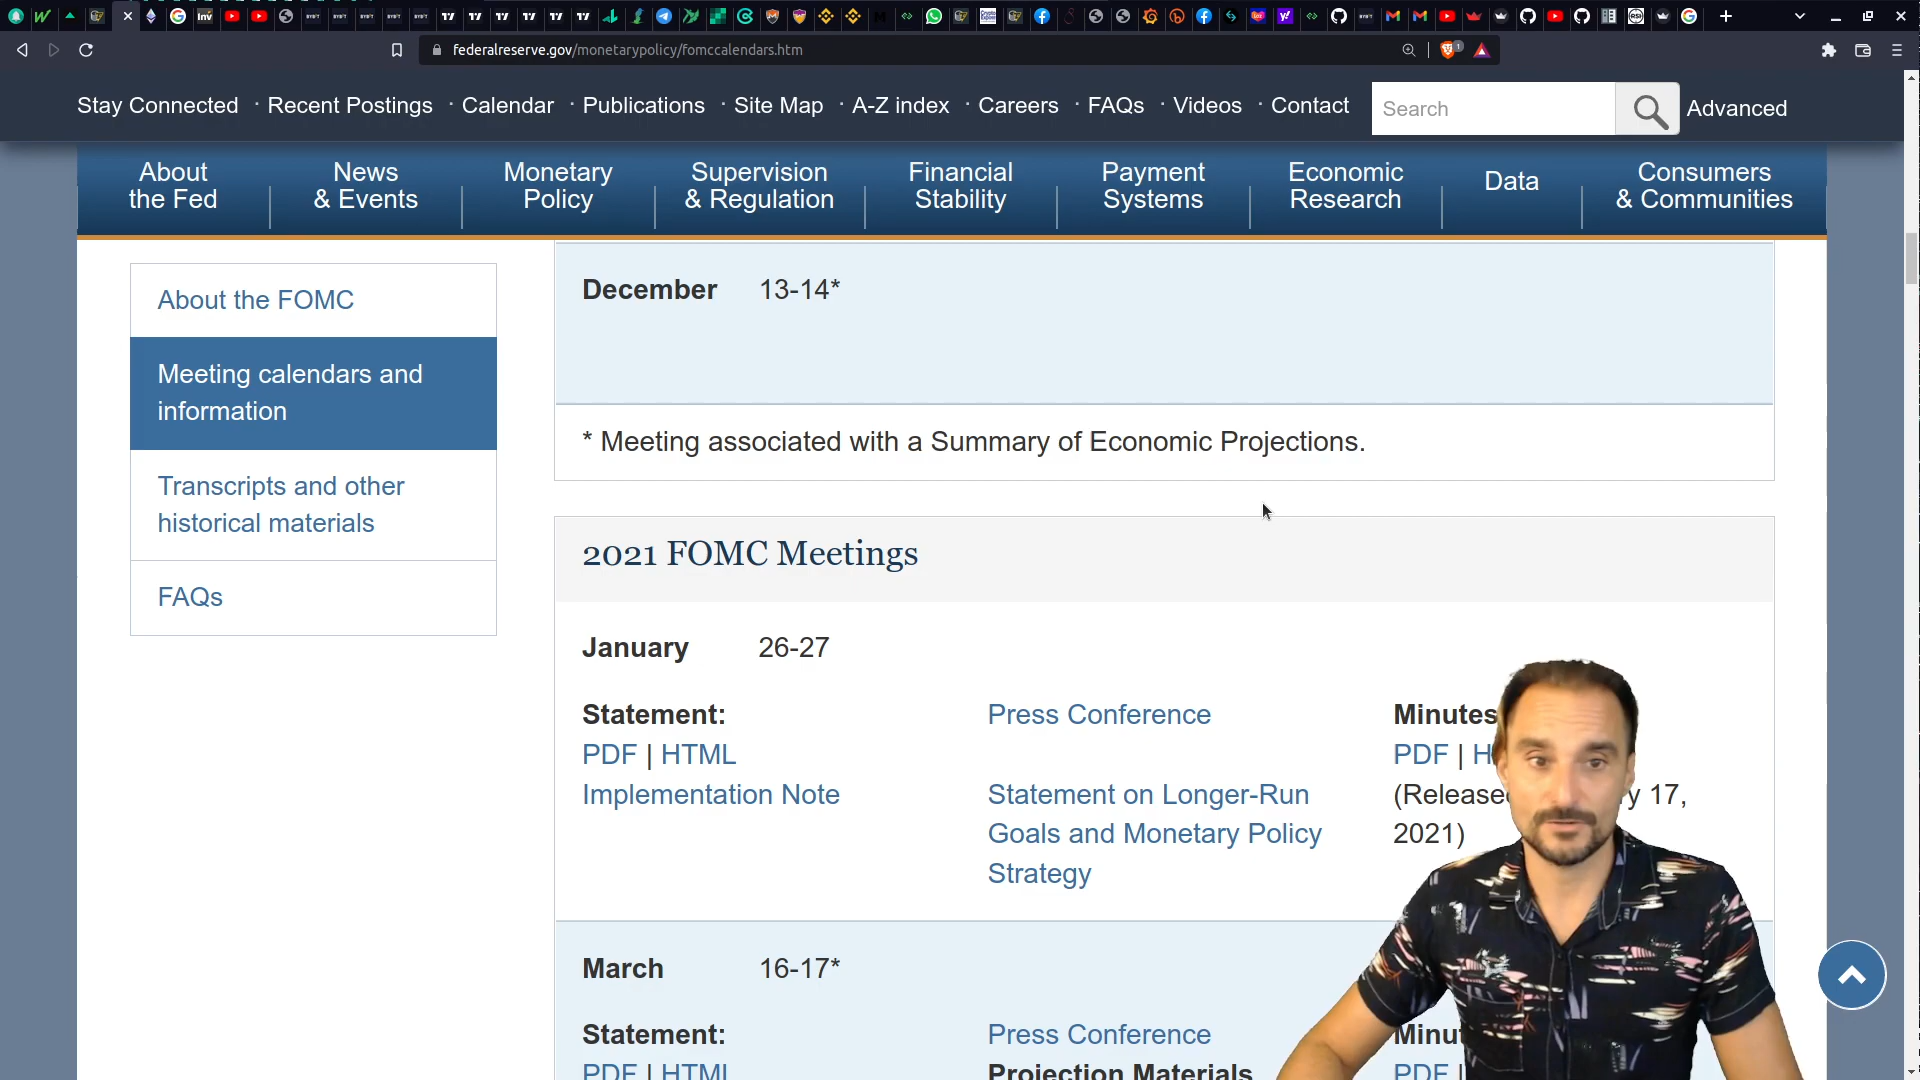 federalreserve.gov/monetarypolicy/fomccalendars.htm
Stay Connected · Recent Postings · Calendar · Publications · Site Map · A-Z index · Careers · FAQs · Videos · Contact
Search
Advanced
About the Fed
News & Events
Monetary Policy
Supervision & Regulation
Financial Stability
Payment Systems
Economic Research
Data
Consumers & Communities
About the FOMC
Meeting calendars and
information
Transcripts and other
historical materials
FAQs
December 13-14*
* Meeting associated with a Summary of Economic Projections.
2021 FOMC Meetings
January 26-27
Statement: Press Conference Minutes
PDF | HTML PDF | H
Implementation Note Statement on Longer-Run (Release y 17,
Goals and Monetary Policy 2021)
Strategy
March 16-17*
Statement: Press Conference Minut
PDF | HTML Projection Materials PDF |